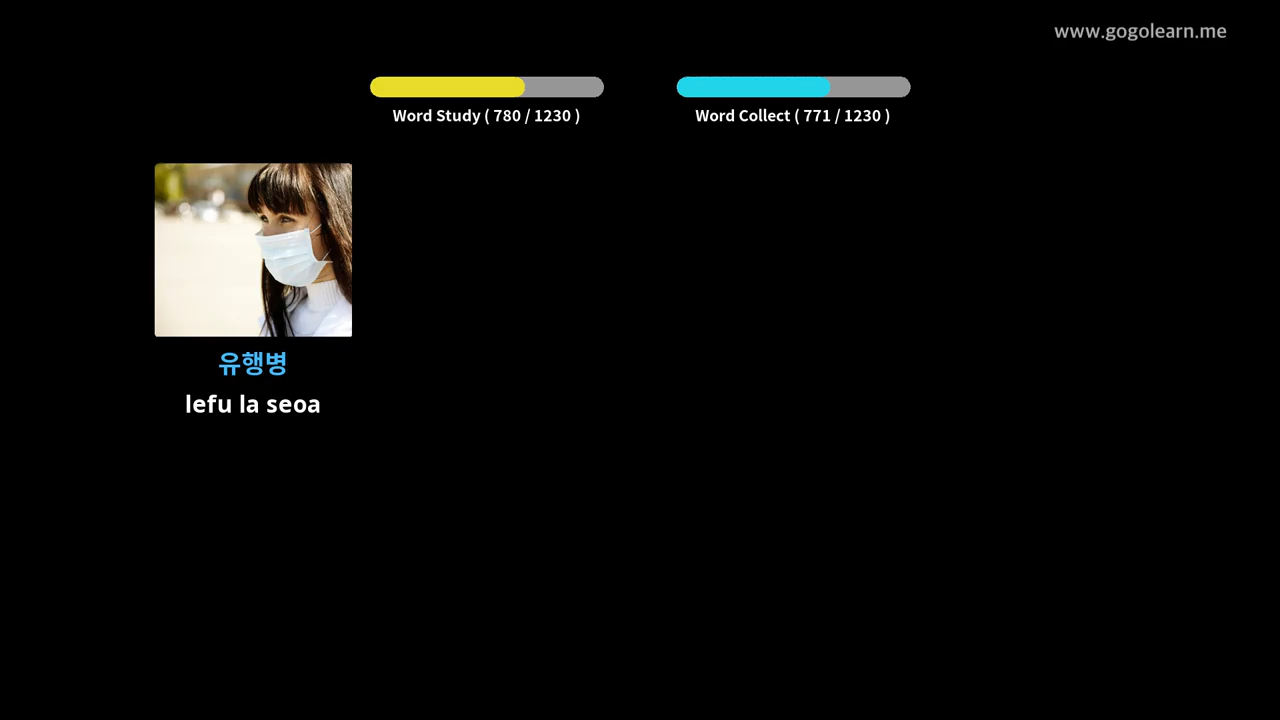 www.gogolearn.me
Word Study ( 780 / 1230 )
Word Collect ( 771 / 1230 )
유행병
lefu la seoa